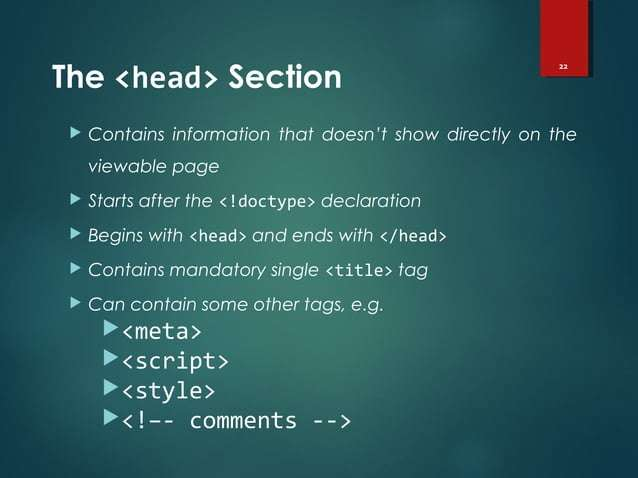 22
The <head> Section
Contains information that doesn’t show directly on the
viewable page
Starts after the <!doctype> declaration
Begins with <head> and ends with </head>
Contains mandatory single <title> tag
Can contain some other tags, e.g.
<meta>
<script>
<style>
<!–- comments -->